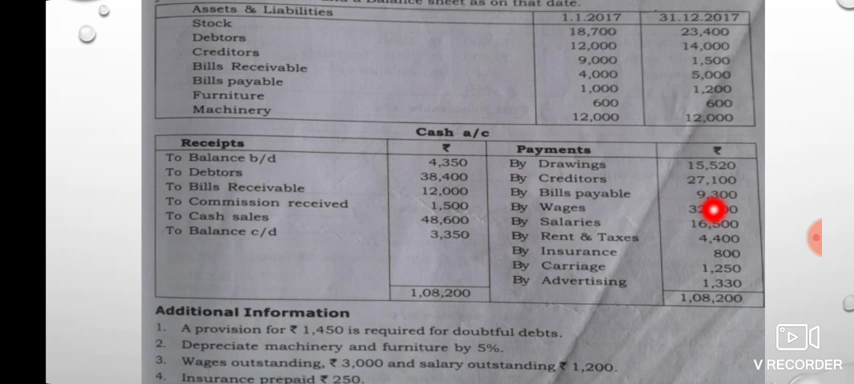 sheet as on that date.
Assets & Liabilities 1.1.2017 31.12.2017
Stock 18,700 23,400
Debtors 12,000 14,000
Creditors 9,000 1,500
Bills Receivable 4,000 5,000
Bills payable 1,000 1,200
Furniture 600 600
Machinery 12,000 12,000
Cash a/c
Receipts ₹ Payments ₹
To Balance b/d 4,350 By Drawings 15,520
To Debtors 38,400 By Creditors 27,100
To Bills Receivable 12,000 By Bills payable 9,300
To Commission received 1,500 By Wages
To Cash sales 48,600 By Salaries 16,500
To Balance c/d 3,350 By Rent & Taxes 4,400
By Insurance 800
By Carriage 1,250
By Advertising 1,330
1,08,200 1,08,200
Additional Information
1. A provision for ₹ 1,450 is required for doubtful debts.
2. Depreciate machinery and furniture by 5%.
3. Wages outstanding, ₹ 3,000 and salary outstanding ₹ 1,200.
4. Insurance prepaid ₹ 250.
V RECORDER